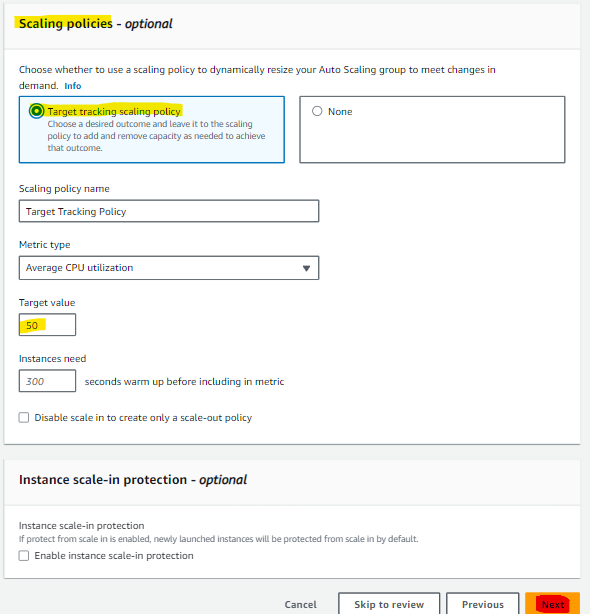 Scaling policies - optional
Choose whether to use a scaling policy to dynamically resize your Auto Scaling group to meet changes in
demand. Info
Target tracking scaling policy
Choose a desired outcome and leave it to the scaling
policy to add and remove capacity as needed to achieve
that outcome.
None
Scaling policy name
Target Tracking Policy
Metric type
Average CPU utilization
Target value
50
Instances need
300 seconds warm up before including in metric
Disable scale in to create only a scale-out policy
Instance scale-in protection - optional
Instance scale-in protection
If protect from scale in is enabled, newly launched instances will be protected from scale in by default.
Enable instance scale-in protection
Cancel Skip to review Previous Next